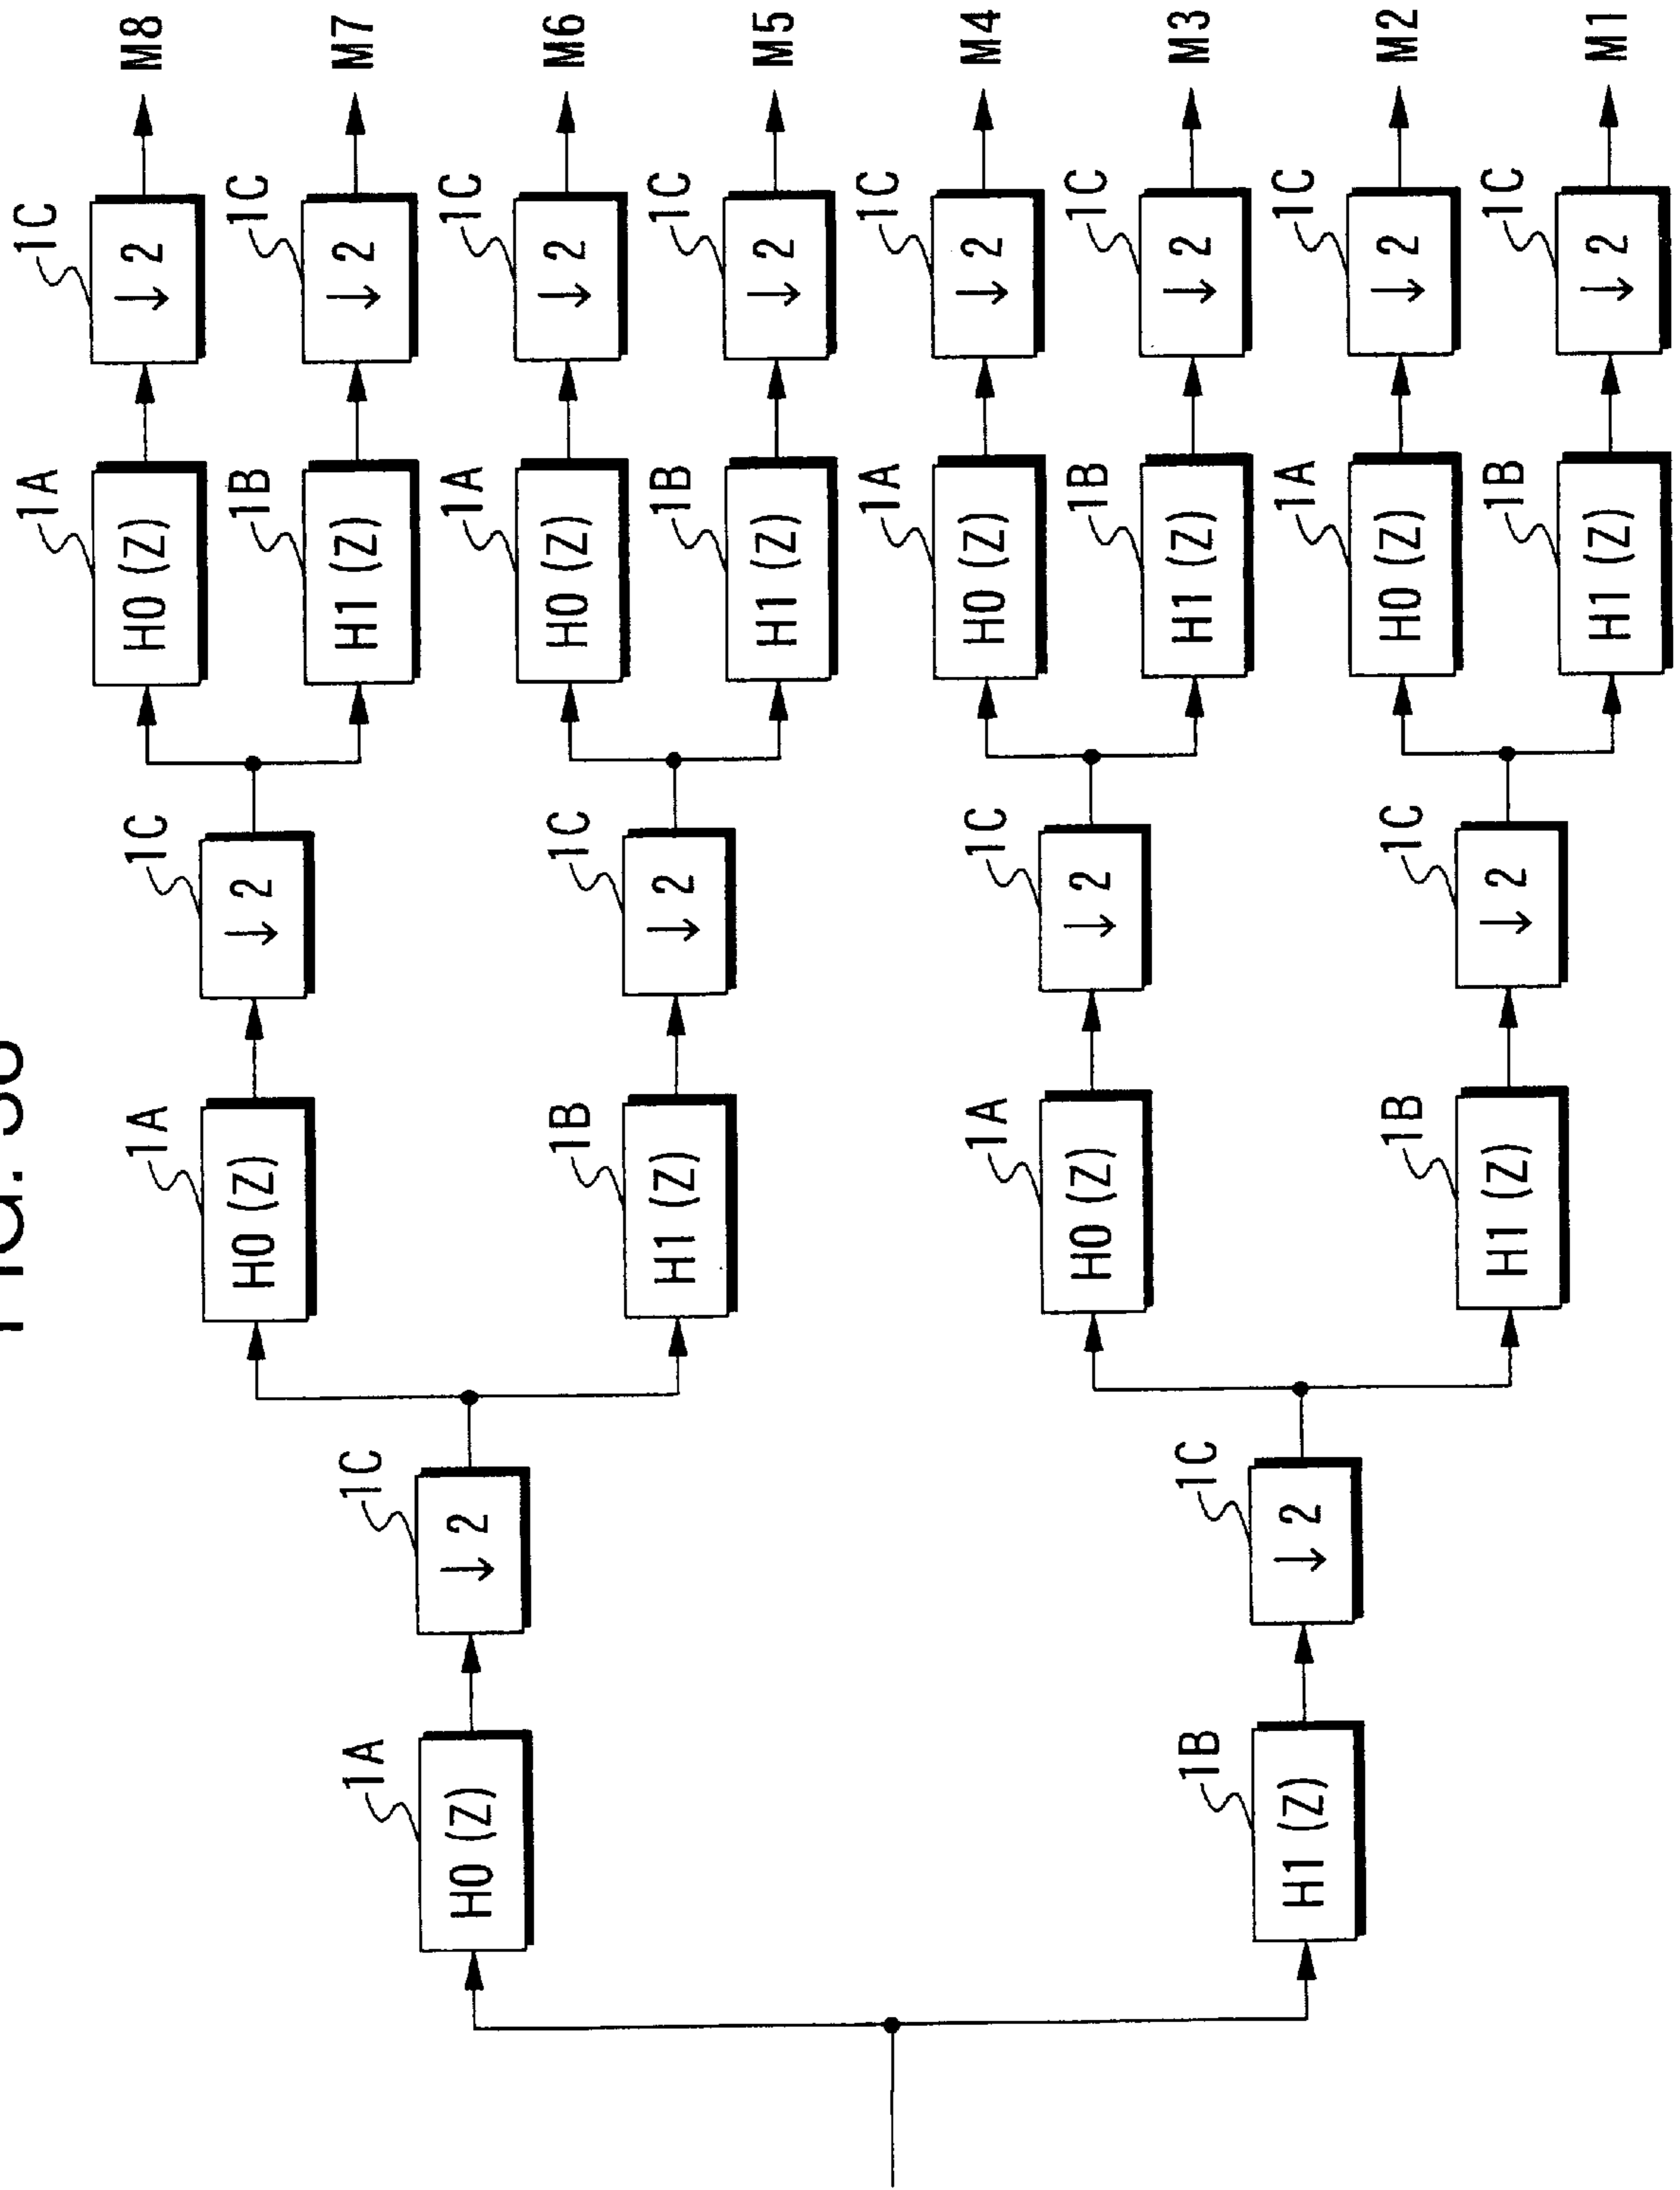 FIG.
1A 1C
1A 1C H0 (Z) ↓2 M8
H0 (Z) ↓2 1B 1C
1A 1C H1 (Z) ↓2 M7
H0 (Z) ↓2 1A 1C
1B 1C H0 (Z) ↓2 M6
H1 (Z) ↓2 1B 1C
H1 (Z) ↓2 M5
1A 1C
1A 1C H0 (Z) ↓2 M4
H0 (Z) ↓2 1B 1C
1B 1C H1 (Z) ↓2 M3
H1 (Z) ↓2 1A 1C
1B 1C H0 (Z) ↓2 M2
H1 (Z) ↓2 1B 1C
H1 (Z) ↓2 M1